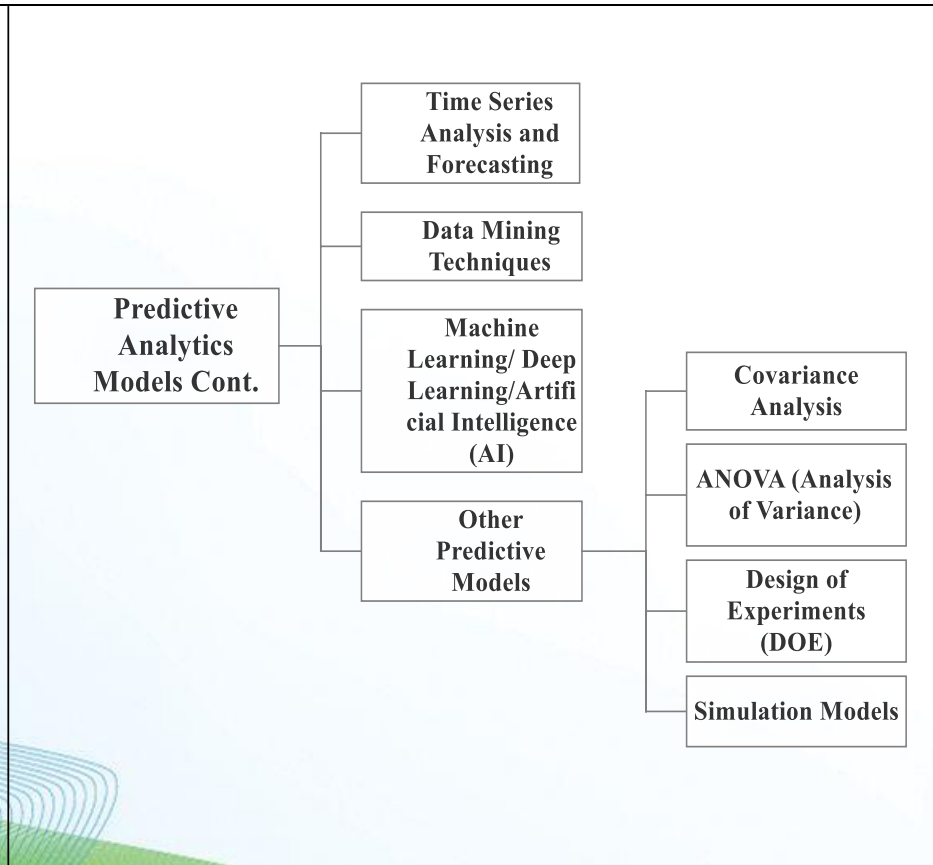 Predictive
Analytics
Models Cont.
Time Series
Analysis and
Forecasting
Data Mining
Techniques
Machine
Learning/ Deep
Learning/Artifi
cial Intelligence
(AI)
Other
Predictive
Models
Covariance
Analysis
ANOVA (Analysis
of Variance)
Design of
Experiments
(DOE)
Simulation Models